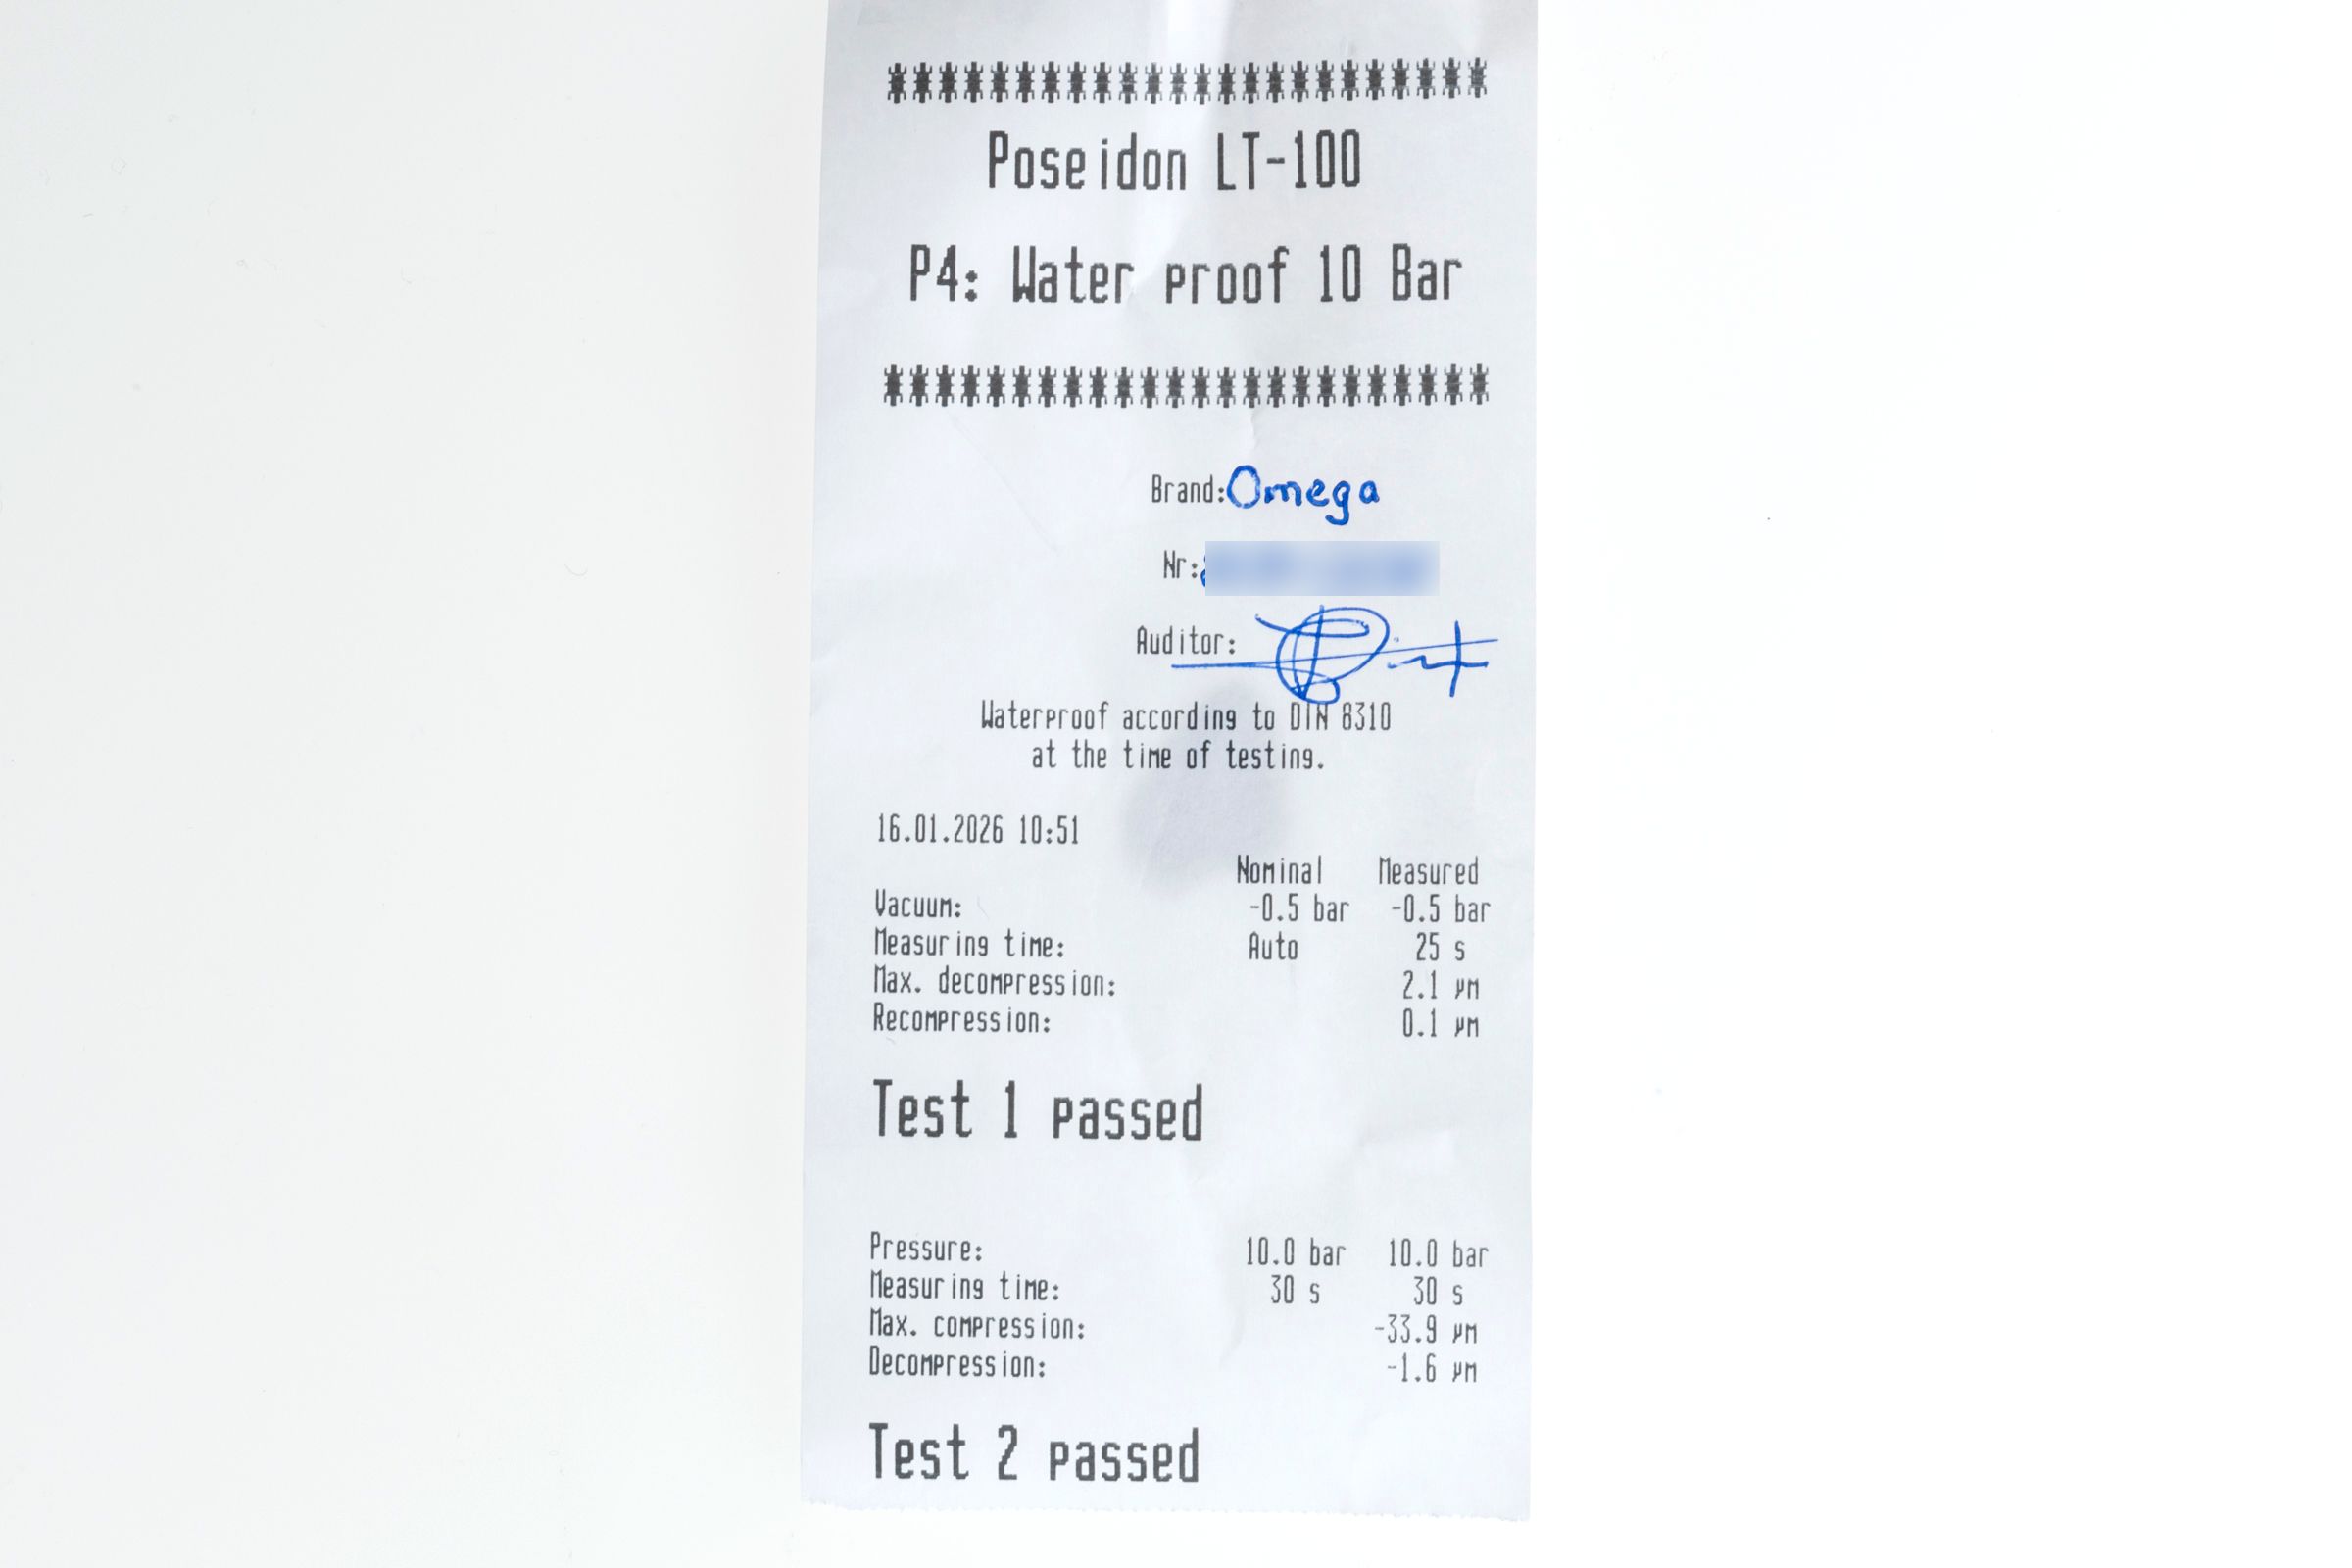 Poseidon LT-100
P4: Water proof 10 Bar
Brand: Omega
Nr:
Auditor:
Waterproof according to DIN 8310
at the time of testing.
16.01.2026 10:51
Nominal Measured
Vacuum: -0.5 bar -0.5 bar
Measuring time: Auto 25 s
Max. decompression: 2.1 µm
Recompression: 0.1 µm
Test 1 passed
Pressure: 10.0 bar 10.0 bar
Measuring time: 30 s 30 s
Max. compression: -33.9 µm
Decompression: -1.6 µm
Test 2 passed